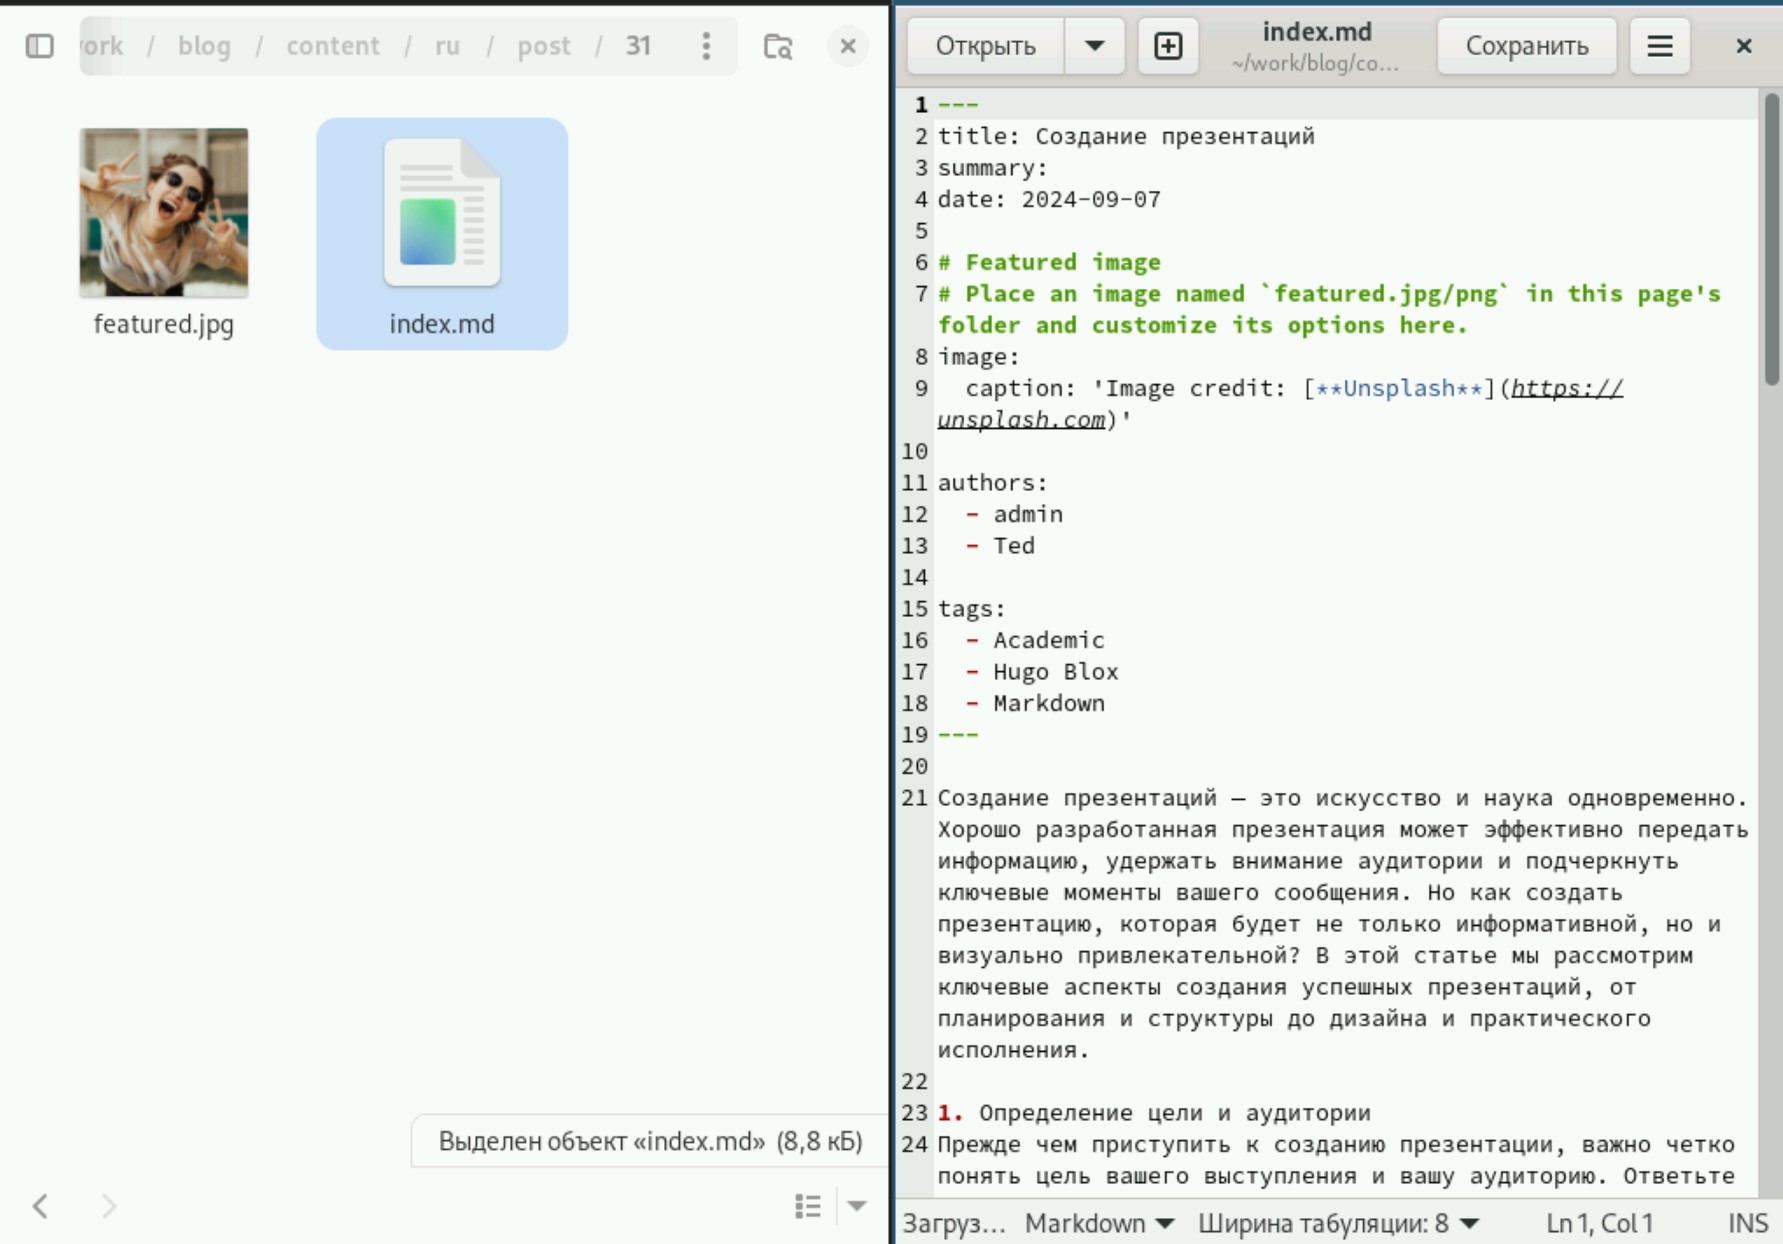 ork / blog / content / ru / post / 31
featured.jpg
index.md
Выделен объект «index.md» (8,8 кБ)
Открыть
index.md
~/work/blog/co…
Сохранить
1 ---
2 title: Создание презентаций
3 summary:
4 date: 2024-09-07
5
6 # Featured image
7 # Place an image named `featured.jpg/png` in this page's
folder and customize its options here.
8 image:
9   caption: 'Image credit: [**Unsplash**](https://
unsplash.com)'
10
11 authors:
12   - admin
13   - Ted
14
15 tags:
16   - Academic
17   - Hugo Blox
18   - Markdown
19 ---
20
21 Создание презентаций — это искусство и наука одновременно.
Хорошо разработанная презентация может эффективно передать
информацию, удержать внимание аудитории и подчеркнуть
ключевые моменты вашего сообщения. Но как создать
презентацию, которая будет не только информативной, но и
визуально привлекательной? В этой статье мы рассмотрим
ключевые аспекты создания успешных презентаций, от
планирования и структуры до дизайна и практического
исполнения.
22
23 1. Определение цели и аудитории
24 Прежде чем приступить к созданию презентации, важно четко
понять цель вашего выступления и вашу аудиторию. Ответьте
Загруз… Markdown Ширина табуляции: 8 Ln 1, Col 1 INS